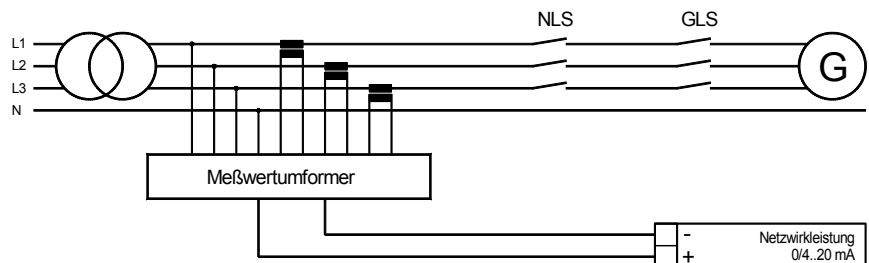 NLS GLS
L1
L2
L3
N
G
Meßwertumformer
- Netzwirkleistung
+ 0/4..20 mA